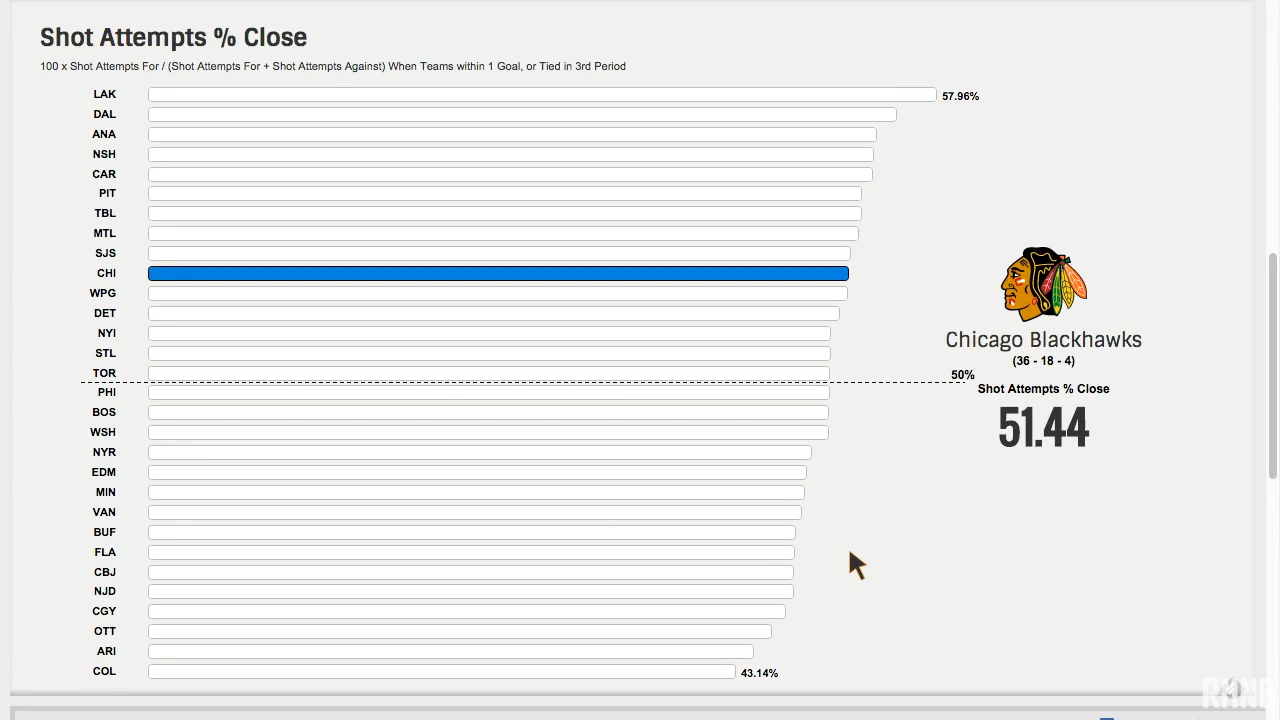 Shot Attempts % Close
100 x Shot Attempts For / (Shot Attempts For + Shot Attempts Against) When Teams within 1 Goal, or Tied in 3rd Period
LAK 57.96%
DAL
ANA
NSH
CAR
PIT
TBL
MTL
SJS
CHI
WPG
DET
NYI
STL
TOR
PHI
BOS
WSH
NYR
EDM
MIN
VAN
BUF
FLA
CBJ
NJD
CGY
OTT
ARI
COL 43.14%
50%
Chicago Blackhawks
(36 - 18 - 4)
Shot Attempts % Close
51.44